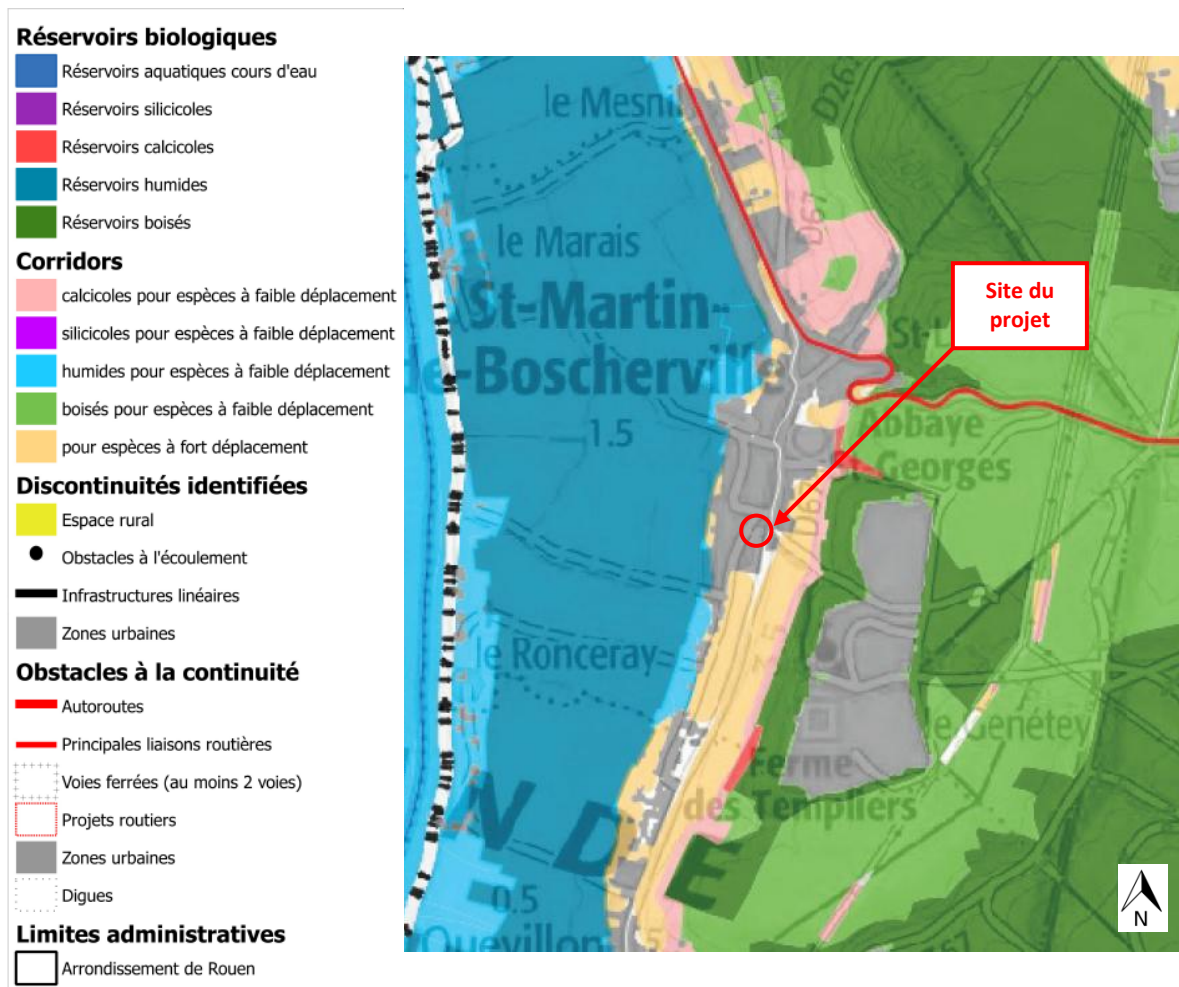 Réservoirs biologiques
Réservoirs aquatiques cours d'eau
Réservoirs silicicoles
Réservoirs calcicoles
Réservoirs humides
Réservoirs boisés
Corridors
calcicoles pour espèces à faible déplacement
silicicoles pour espèces à faible déplacement
humides pour espèces à faible déplacement
boisés pour espèces à faible déplacement
pour espèces à fort déplacement
Discontinuités identifiées
Espace rural
Obstacles à l'écoulement
Infrastructures linéaires
Zones urbaines
Obstacles à la continuité
Autoroutes
Principales liaisons routières
Voies ferrées (au moins 2 voies)
Projets routiers
Zones urbaines
Digues
Limites administratives
Arrondissement de Rouen
le Mesnil
D267
D67
le Marais
St-Martin-
de-Boscherville
1.5
Site du
projet
Abbaye
St-Georges
D67
le Ronceray
le Genétey
Ferme
des Templiers
N D E
0.5
Quevillon
N